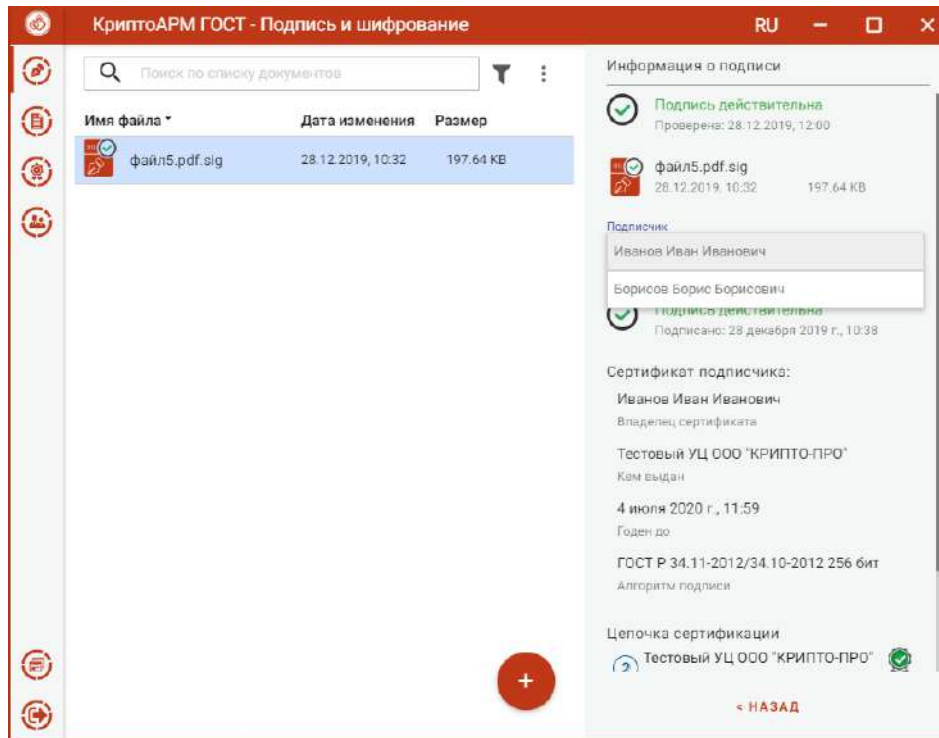 КриптоАРМ ГОСТ - Подпись и шифрование
RU
Поиск по списку документов
Имя файла
Дата изменения
Размер
файл5.pdf.sig
28.12.2019, 10:32
197.64 KB
Информация о подписи
Подпись действительна
Проверена: 28.12.2019, 12:00
файл5.pdf.sig
28.12.2019, 10:32
197.64 KB
Подписчик
Иванов Иван Иванович
Борисов Борис Борисович
Подпись действительна
Подписано: 28 декабря 2019 г., 10:38
Сертификат подписчика:
Иванов Иван Иванович
Владелец сертификата
Тестовый УЦ ООО "КРИПТО-ПРО"
Кем выдан
4 июля 2020 г., 11:59
Годен до
ГОСТ Р 34.11-2012/34.10-2012 256 бит
Алгоритм подписи
Цепочка сертификации
Тестовый УЦ ООО "КРИПТО-ПРО"
+
< НАЗАД